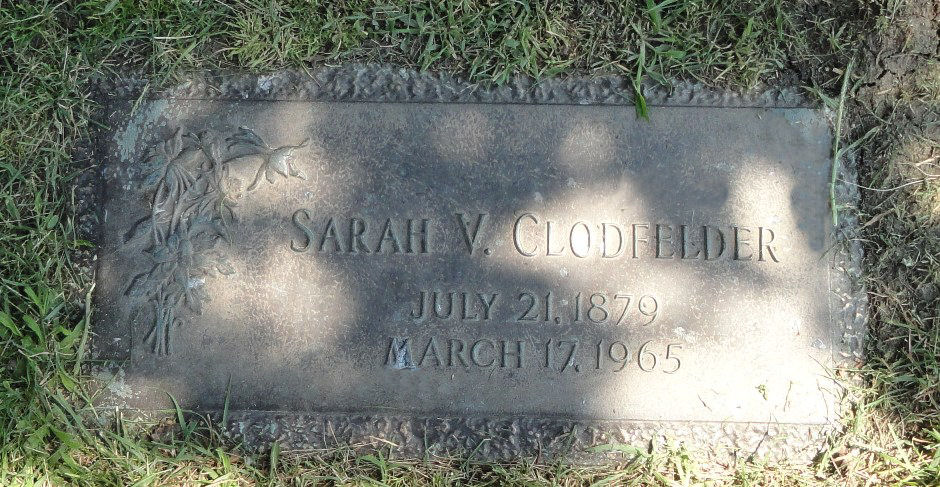 SARAH V. CLODFELDER
JULY 21, 1879
MARCH 17, 1965